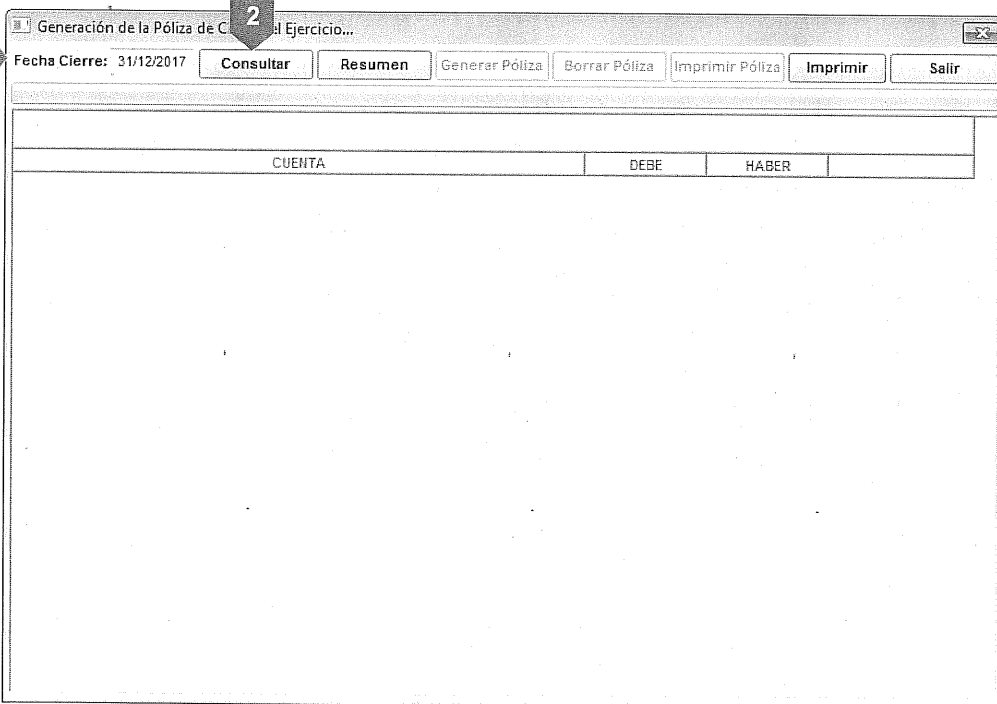 2
Generación de la Póliza de C el Ejercicio...
Fecha Cierre: 31/12/2017 Consultar Resumen Generar Póliza Borrar Póliza Imprimir Póliza Imprimir Salir
CUENTA DEBE HABER